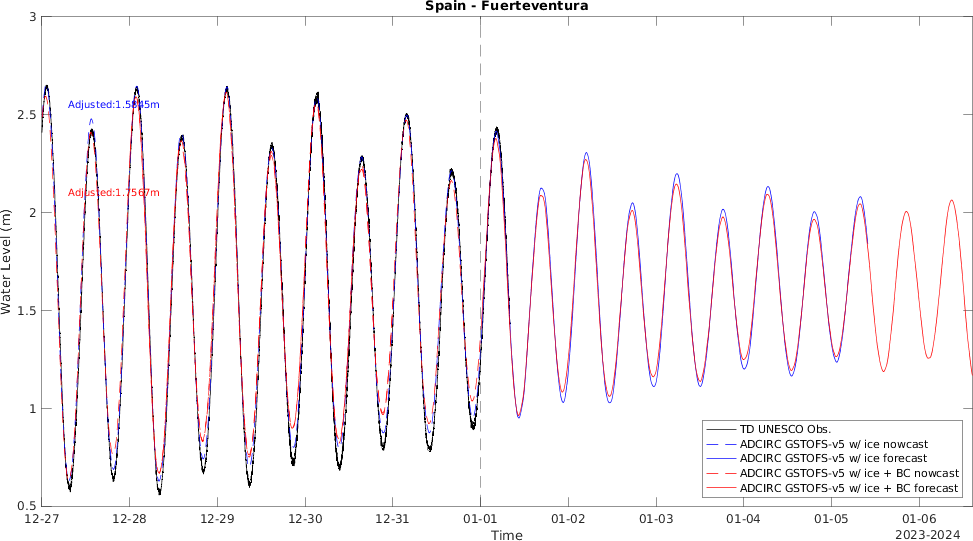 Spain - Fuerteventura
3
2.5
2
1.5
1
0.5
Water Level (m)
Adjusted:1.5845m
Adjusted:1.7567m
TD UNESCO Obs.
ADCIRC GSTOFS-v5 w/ ice nowcast
ADCIRC GSTOFS-v5 w/ ice forecast
ADCIRC GSTOFS-v5 w/ ice + BC nowcast
ADCIRC GSTOFS-v5 w/ ice + BC forecast
12-27 12-28 12-29 12-30 12-31 01-01 01-02 01-03 01-04 01-05 01-06
Time
2023-2024